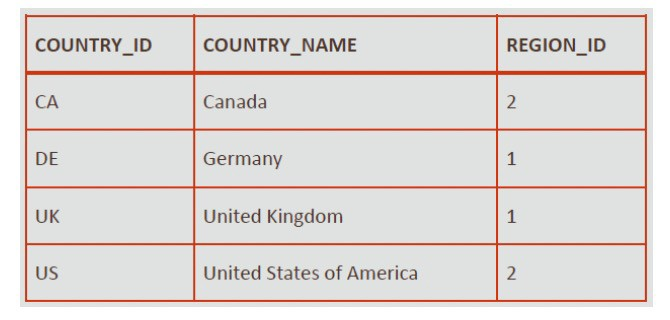 COUNTRY_ID COUNTRY_NAME REGION_ID
CA Canada 2
DE Germany 1
UK United Kingdom 1
US United States of America 2